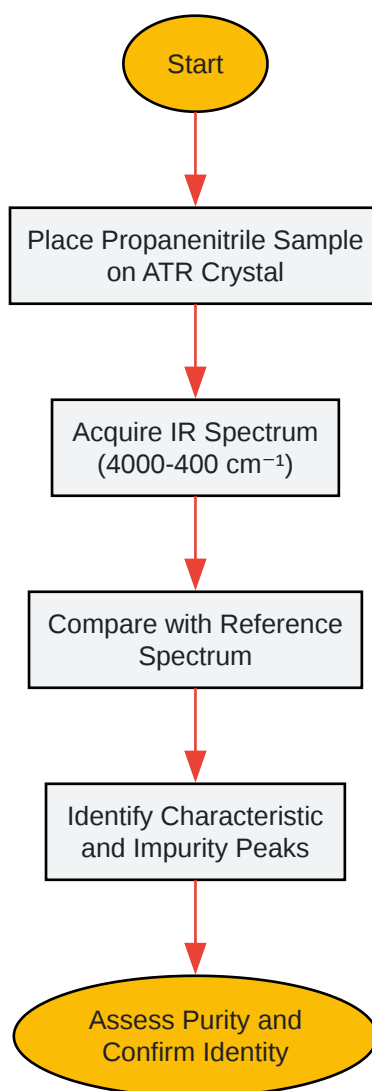 Start
Place Propanenitrile Sample
on ATR Crystal
Acquire IR Spectrum
(4000-400 cm⁻¹)
Compare with Reference
Spectrum
Identify Characteristic
and Impurity Peaks
Assess Purity and
Confirm Identity